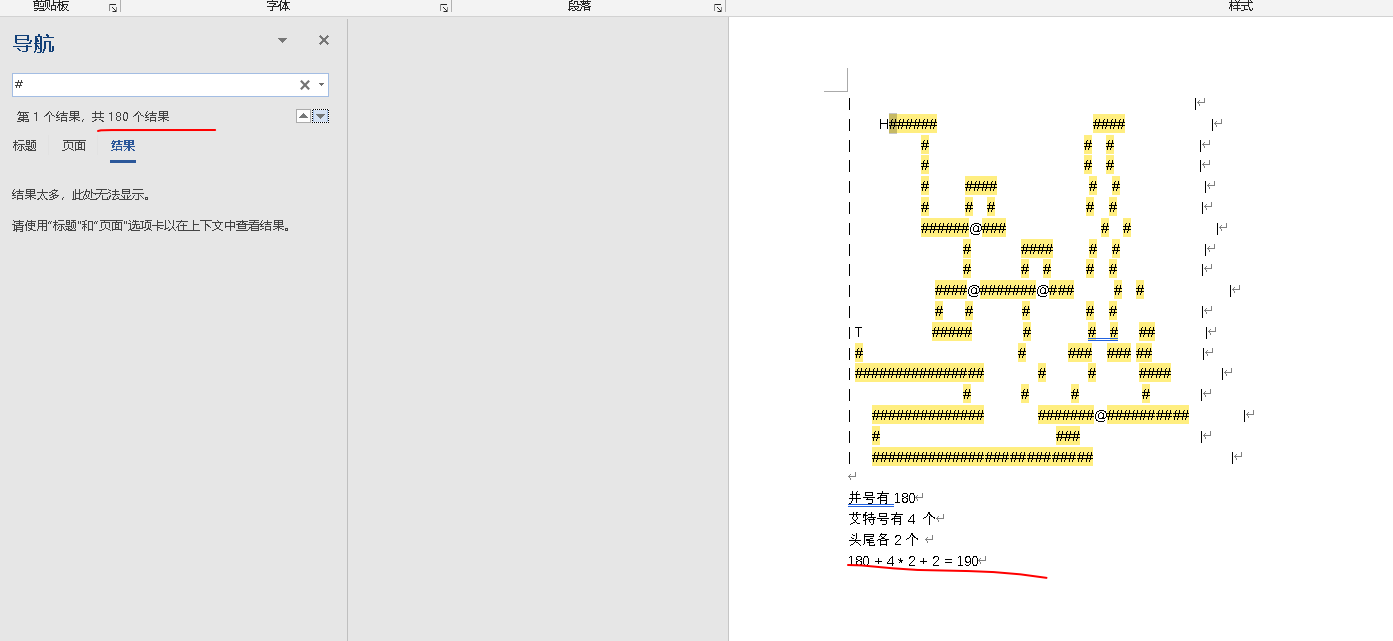 剪贴板 字体 段落 样式
导航
#
第 1 个结果，共 180 个结果
标题 页面 结果
结果太多，此处无法显示。
请使用"标题"和"页面"选项卡以在上下文中查看结果。
| |
| H###### #### |
| # # # |
| # # # |
| # #### # # |
| # # # # # |
| ######@### # # |
| # #### # # |
| # # # # # |
| ####@#######@### # # |
| # # # # # |
| T ##### # # # ## |
| # # ### ### ## |
| ################ # # #### |
| # # # # |
| ############## #######@########## |
| # ### |
| ########################### |
井号有 180
艾特号有 4 个
头尾各 2 个
180 + 4 * 2 + 2 = 190